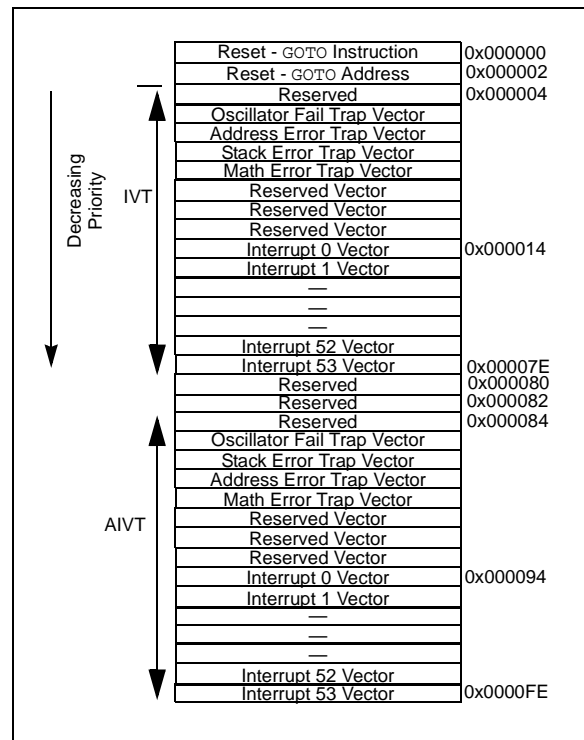 Reset - GOTO Instruction 0x000000
Reset - GOTO Address 0x000002
Reserved 0x000004
Oscillator Fail Trap Vector
Address Error Trap Vector
Stack Error Trap Vector
Math Error Trap Vector
Reserved Vector
Reserved Vector
Reserved Vector
Interrupt 0 Vector 0x000014
Interrupt 1 Vector
—
—
—
Interrupt 52 Vector
Interrupt 53 Vector 0x00007E
Decreasing
Priority
IVT
Reserved 0x000080
Reserved 0x000082
Reserved 0x000084
Oscillator Fail Trap Vector
Stack Error Trap Vector
Address Error Trap Vector
Math Error Trap Vector
Reserved Vector
Reserved Vector
Reserved Vector
Interrupt 0 Vector 0x000094
Interrupt 1 Vector
—
—
—
Interrupt 52 Vector
Interrupt 53 Vector 0x0000FE
AIVT